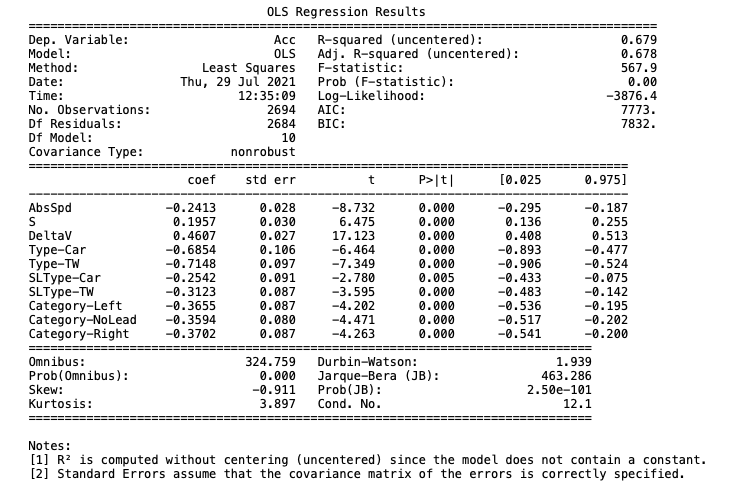 OLS Regression Results
==============================================================================
Dep. Variable: Acc R-squared (uncentered): 0.679
Model: OLS Adj. R-squared (uncentered): 0.678
Method: Least Squares F-statistic: 567.9
Date: Thu, 29 Jul 2021 Prob (F-statistic): 0.00
Time: 12:35:09 Log-Likelihood: -3876.4
No. Observations: 2694 AIC: 7773.
Df Residuals: 2684 BIC: 7832.
Df Model: 10
Covariance Type: nonrobust
==============================================================================
coef std err t P>|t| [0.025 0.975]
------------------------------------------------------------------------------
AbsSpd -0.2413 0.028 -8.732 0.000 -0.295 -0.187
S 0.1957 0.030 6.475 0.000 0.136 0.255
DeltaV 0.4607 0.027 17.123 0.000 0.408 0.513
Type-Car -0.6854 0.106 -6.464 0.000 -0.893 -0.477
Type-TW -0.7148 0.097 -7.349 0.000 -0.906 -0.524
SLType-Car -0.2542 0.091 -2.780 0.005 -0.433 -0.075
SLType-TW -0.3123 0.087 -3.595 0.000 -0.483 -0.142
Category-Left -0.3655 0.087 -4.202 0.000 -0.536 -0.195
Category-NoLead -0.3594 0.080 -4.471 0.000 -0.517 -0.202
Category-Right -0.3702 0.087 -4.263 0.000 -0.541 -0.200
==============================================================================
Omnibus: 324.759 Durbin-Watson: 1.939
Prob(Omnibus): 0.000 Jarque-Bera (JB): 463.286
Skew: -0.911 Prob(JB): 2.50e-101
Kurtosis: 3.897 Cond. No. 12.1
==============================================================================
Notes:
[1] R² is computed without centering (uncentered) since the model does not contain a constant.
[2] Standard Errors assume that the covariance matrix of the errors is correctly specified.